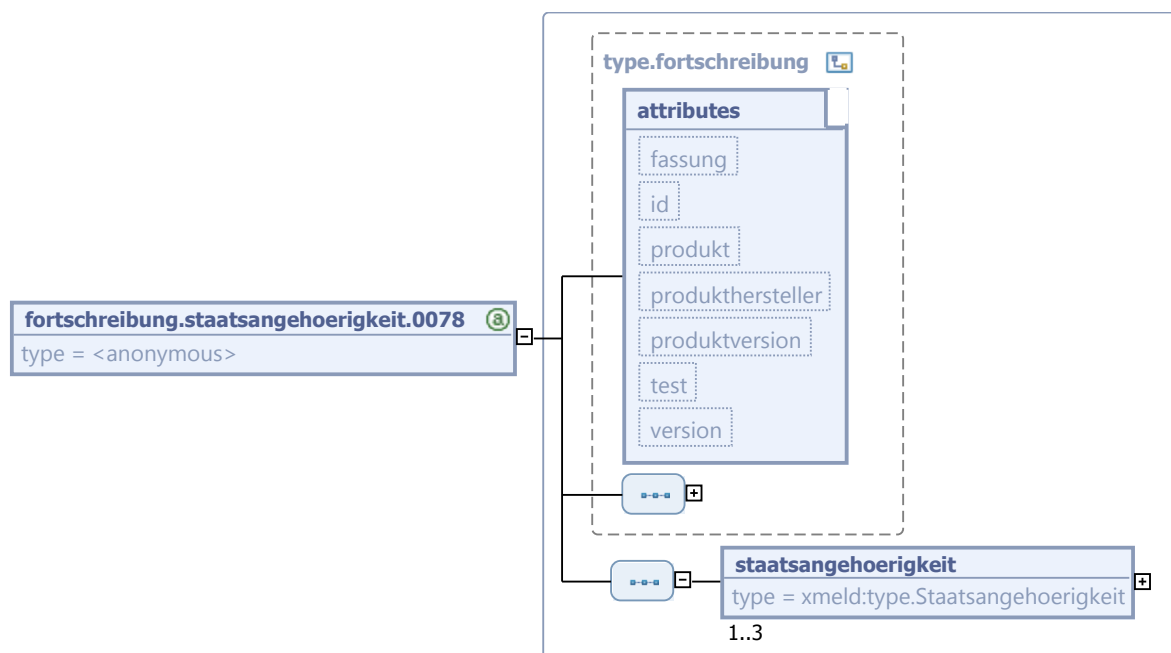 type.fortschreibung
attributes
fassung
id
produkt
produkthersteller
produktversion
test
version
fortschreibung.staatsangehoerigkeit.0078
type = <anonymous>
staatsangehoerigkeit
type = xmeld:type.Staatsangehoerigkeit
1..3